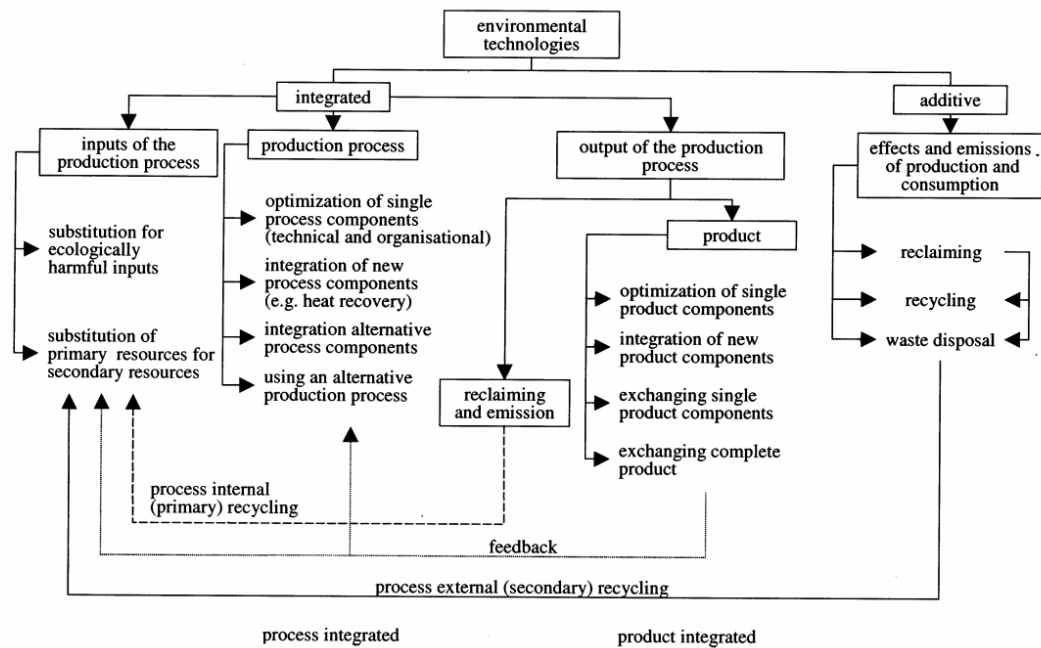 environmental
technologies
integrated
additive
inputs of the
production process
production process
output of the production
process
effects and emissions
of production and
consumption
substitution for
ecologically
harmful inputs
substitution of
primary resources for
secondary resources
optimization of single
process components
(technical and organisational)
integration of new
process components
(e.g. heat recovery)
integration alternative
process components
using an alternative
production process
reclaiming
and emission
product
optimization of single
product components
integration of new
product components
exchanging single
product components
exchanging complete
product
reclaiming
recycling
waste disposal
process internal
(primary) recycling
feedback
process external (secondary) recycling
process integrated
product integrated